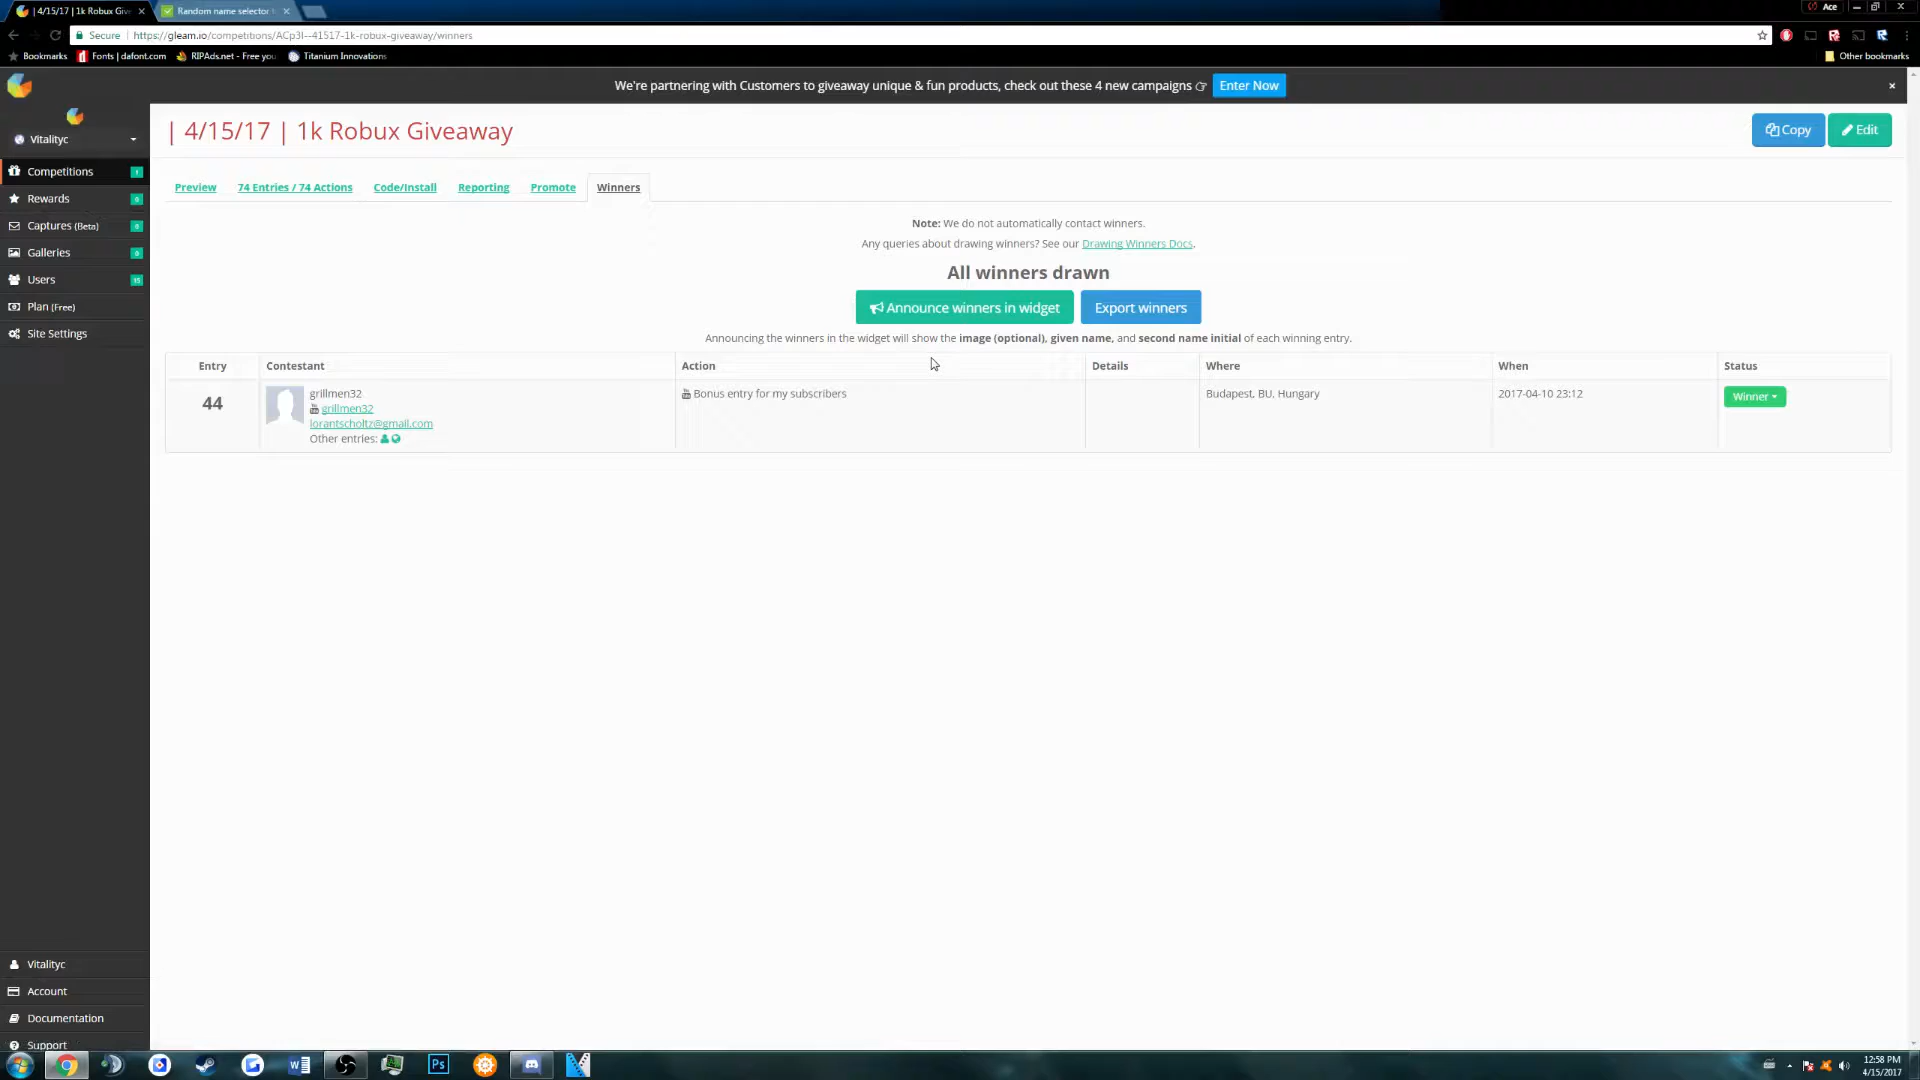 | 4/15/17 | 1k Robux Giv
Random name selector
Ace
Secure | https://gleam.io/competitions/ACp3l--41517-1k-robux-giveaway/winners
Bookmarks Fonts | dafont.com RIPAds.net - Free you Titanium Innovations Other bookmarks
We're partnering with Customers to giveaway unique & fun products, check out these 4 new campaigns Enter Now ×
Vitalityc
Competitions 1
Rewards 0
Captures (Beta) 0
Galleries 0
Users 15
Plan (Free)
Site Settings
| 4/15/17 | 1k Robux Giveaway
Copy Edit
Preview 74 Entries / 74 Actions Code/Install Reporting Promote Winners
Note: We do not automatically contact winners.
Any queries about drawing winners? See our Drawing Winners Docs.
All winners drawn
Announce winners in widget Export winners
Announcing the winners in the widget will show the image (optional), given name, and second name initial of each winning entry.
Entry Contestant Action Details Where When Status
44 grillmen32 Bonus entry for my subscribers Budapest, BU, Hungary 2017-04-10 23:12 Winner
grillmen32
lorantscholtz@gmail.com
Other entries:
Vitalityc
Account
Documentation
Support
Ps
12:58 PM
4/15/2017